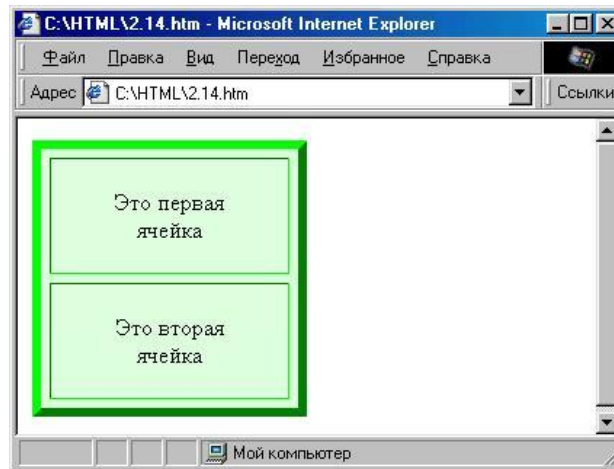 C:\HTML\2.14.htm - Microsoft Internet Explorer
Файл Правка Вид Переход Избранное Справка
Адрес C:\HTML\2.14.htm Ссылки
Это первая
ячейка
Это вторая
ячейка
Мой компьютер